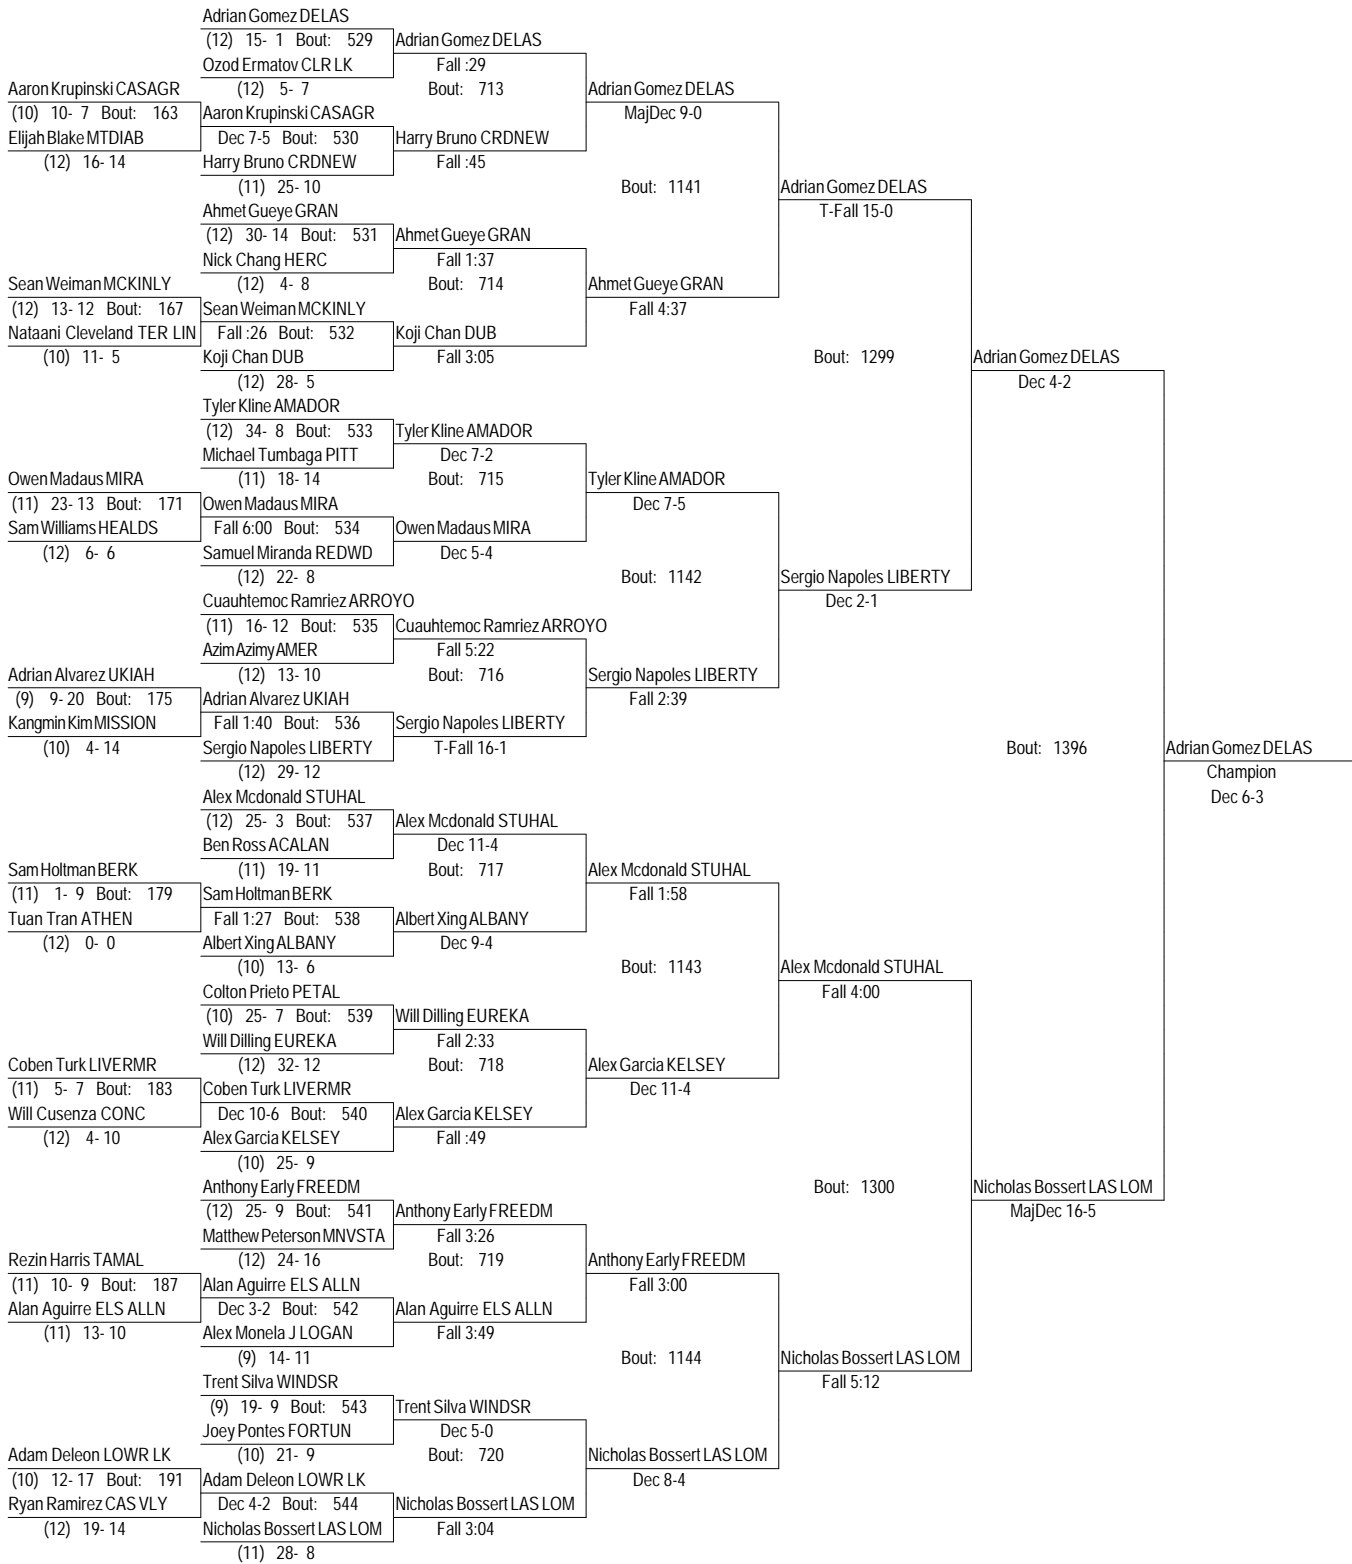 Adrian Gomez DELAS
(12) 15- 1 Bout: 529 Adrian Gomez DELAS
Ozod Ermatov CLR LK Fall :29
(12) 5- 7 Bout: 713
Aaron Krupinski CASAGR Adrian Gomez DELAS
(10) 10- 7 Bout: 163 Aaron Krupinski CASAGR MajDec 9-0
Elijah Blake MTDIAB Dec 7-5 Bout: 530 Harry Bruno CRDNEW
(12) 16- 14 Harry Bruno CRDNEW Fall :45
(11) 25- 10 Bout: 1141 Adrian Gomez DELAS
Ahmet Gueye GRAN T-Fall 15-0
(12) 30- 14 Bout: 531 Ahmet Gueye GRAN
Nick Chang HERC Fall 1:37
(12) 4- 8 Bout: 714
Sean Weiman MCKINLY Ahmet Gueye GRAN
(12) 13- 12 Bout: 167 Sean Weiman MCKINLY Fall 4:37
Nataani Cleveland TER LIN Fall :26 Bout: 532 Koji Chan DUB
(10) 11- 5 Koji Chan DUB Fall 3:05 Bout: 1299 Adrian Gomez DELAS
(12) 28- 5 Dec 4-2
Tyler Kline AMADOR
(12) 34- 8 Bout: 533 Tyler Kline AMADOR
Michael Tumbaga PITT Dec 7-2
(11) 18- 14 Bout: 715
Owen Madaus MIRA Tyler Kline AMADOR
(11) 23- 13 Bout: 171 Owen Madaus MIRA Dec 7-5
Sam Williams HEALDS Fall 6:00 Bout: 534 Owen Madaus MIRA
(12) 6- 6 Samuel Miranda REDWD Dec 5-4
(12) 22- 8 Bout: 1142 Sergio Napoles LIBERTY
Cuauhtemoc Ramriez ARROYO Dec 2-1
(11) 16- 12 Bout: 535 Cuauhtemoc Ramriez ARROYO
Azim Azimy AMER Fall 5:22
(12) 13- 10 Bout: 716
Adrian Alvarez UKIAH Sergio Napoles LIBERTY
(9) 9- 20 Bout: 175 Adrian Alvarez UKIAH Fall 2:39
Kangmin Kim MISSION Fall 1:40 Bout: 536 Sergio Napoles LIBERTY
(10) 4- 14 Sergio Napoles LIBERTY T-Fall 16-1 Bout: 1396 Adrian Gomez DELAS
(12) 29- 12 Champion
Alex Mcdonald STUHAL Dec 6-3
(12) 25- 3 Bout: 537 Alex Mcdonald STUHAL
Ben Ross ACALAN Dec 11-4
(11) 19- 11 Bout: 717
Sam Holtman BERK Alex Mcdonald STUHAL
(11) 1- 9 Bout: 179 Sam Holtman BERK Fall 1:58
Tuan Tran ATHEN Fall 1:27 Bout: 538 Albert Xing ALBANY
(12) 0- 0 Albert Xing ALBANY Dec 9-4
(10) 13- 6 Bout: 1143 Alex Mcdonald STUHAL
Colton Prieto PETAL Fall 4:00
(10) 25- 7 Bout: 539 Will Dilling EUREKA
Will Dilling EUREKA Fall 2:33
(12) 32- 12 Bout: 718
Coben Turk LIVERMR Alex Garcia KELSEY
(11) 5- 7 Bout: 183 Coben Turk LIVERMR Dec 11-4
Will Cusenza CONC Dec 10-6 Bout: 540 Alex Garcia KELSEY
(12) 4- 10 Alex Garcia KELSEY Fall :49
(10) 25- 9
Anthony Early FREEDM Bout: 1300 Nicholas Bossert LAS LOM
(12) 25- 9 Bout: 541 Anthony Early FREEDM MajDec 16-5
Matthew Peterson MNVSTA Fall 3:26
(12) 24- 16 Bout: 719
Rezin Harris TAMAL Anthony Early FREEDM
(11) 10- 9 Bout: 187 Alan Aguirre ELS ALLN Fall 3:00
Alan Aguirre ELS ALLN Dec 3-2 Bout: 542 Alan Aguirre ELS ALLN
(11) 13- 10 Alex Monela J LOGAN Fall 3:49
(9) 14- 11 Bout: 1144 Nicholas Bossert LAS LOM
Trent Silva WINDSR Fall 5:12
(9) 19- 9 Bout: 543 Trent Silva WINDSR
Joey Pontes FORTUN Dec 5-0
(10) 21- 9 Bout: 720
Adam Deleon LOWR LK Nicholas Bossert LAS LOM
(10) 12- 17 Bout: 191 Adam Deleon LOWR LK Dec 8-4
Ryan Ramirez CAS VLY Dec 4-2 Bout: 544 Nicholas Bossert LAS LOM
(12) 19- 14 Nicholas Bossert LAS LOM Fall 3:04
(11) 28- 8